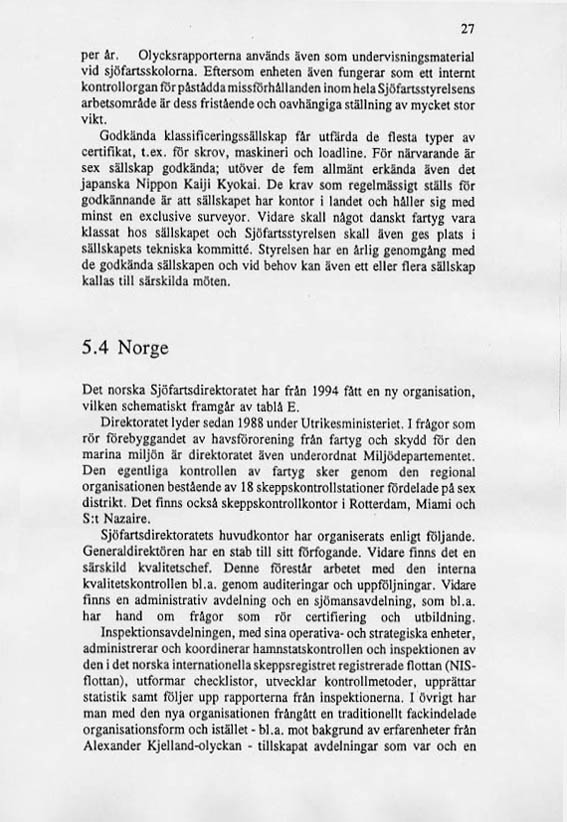 27
per år. Olycksrapporterna används även som undervisningsmaterial
vid sjöfartsskolorna. Eftersom enheten även fungerar som ett internt
kontrollorgan för påstådda missförhållanden inom hela Sjöfartsstyrelsens
arbetsområde är dess fristående och oavhängiga ställning av mycket stor
vikt.
Godkända klassificeringssällskap får utfärda de flesta typer av
certifikat, t.ex. för skrov, maskineri och loadline. För närvarande är
sex sällskap godkända; utöver de fem allmänt erkända även det
japanska Nippon Kaiji Kyokai. De krav som regelmässigt ställs för
godkännande är att sällskapet har kontor i landet och håller sig med
minst en exclusive surveyor. Vidare skall något danskt fartyg vara
klassat hos sällskapet och Sjöfartsstyrelsen skall även ges plats i
sällskapets tekniska kommitté. Styrelsen har en årlig genomgång med
de godkända sällskapen och vid behov kan även ett eller flera sällskap
kallas till särskilda möten.
5.4 Norge
Det norska Sjöfartsdirektoratet har från 1994 fått en ny organisation,
vilken schematiskt framgår av tablå E.
Direktoratet lyder sedan 1988 under Utrikesministeriet. I frågor som
rör förebyggandet av havsförorening från fartyg och skydd för den
marina miljön är direktoratet även underordnat Miljödepartementet.
Den egentliga kontrollen av fartyg sker genom den regional
organisationen bestående av 18 skeppskontrollstationer fördelade på sex
distrikt. Det finns också skeppskontrollkontor i Rotterdam, Miami och
S:t Nazaire.
Sjöfartsdirektoratets huvudkontor har organiserats enligt följande.
Generaldirektören har en stab till sitt förfogande. Vidare finns det en
särskild kvalitetschef. Denne förestår arbetet med den interna
kvalitetskontrollen bl.a. genom auditeringar och uppföljningar. Vidare
finns en administrativ avdelning och en sjömansavdelning, som bl.a.
har hand om frågor som rör certifiering och utbildning.
Inspektionsavdelningen, med sina operativa- och strategiska enheter,
administrerar och koordinerar hamnstatskontrollen och inspektionen av
den i det norska internationella skeppsregistret registrerade flottan (NIS-
flottan), utformar checklistor, utvecklar kontrollmetoder, upprättar
statistik samt följer upp rapporterna från inspektionerna. I övrigt har
man med den nya organisationen frångått en traditionellt fackindelade
organisationsform och istället - bl.a. mot bakgrund av erfarenheter från
Alexander Kjelland-olyckan - tillskapat avdelningar som var och en